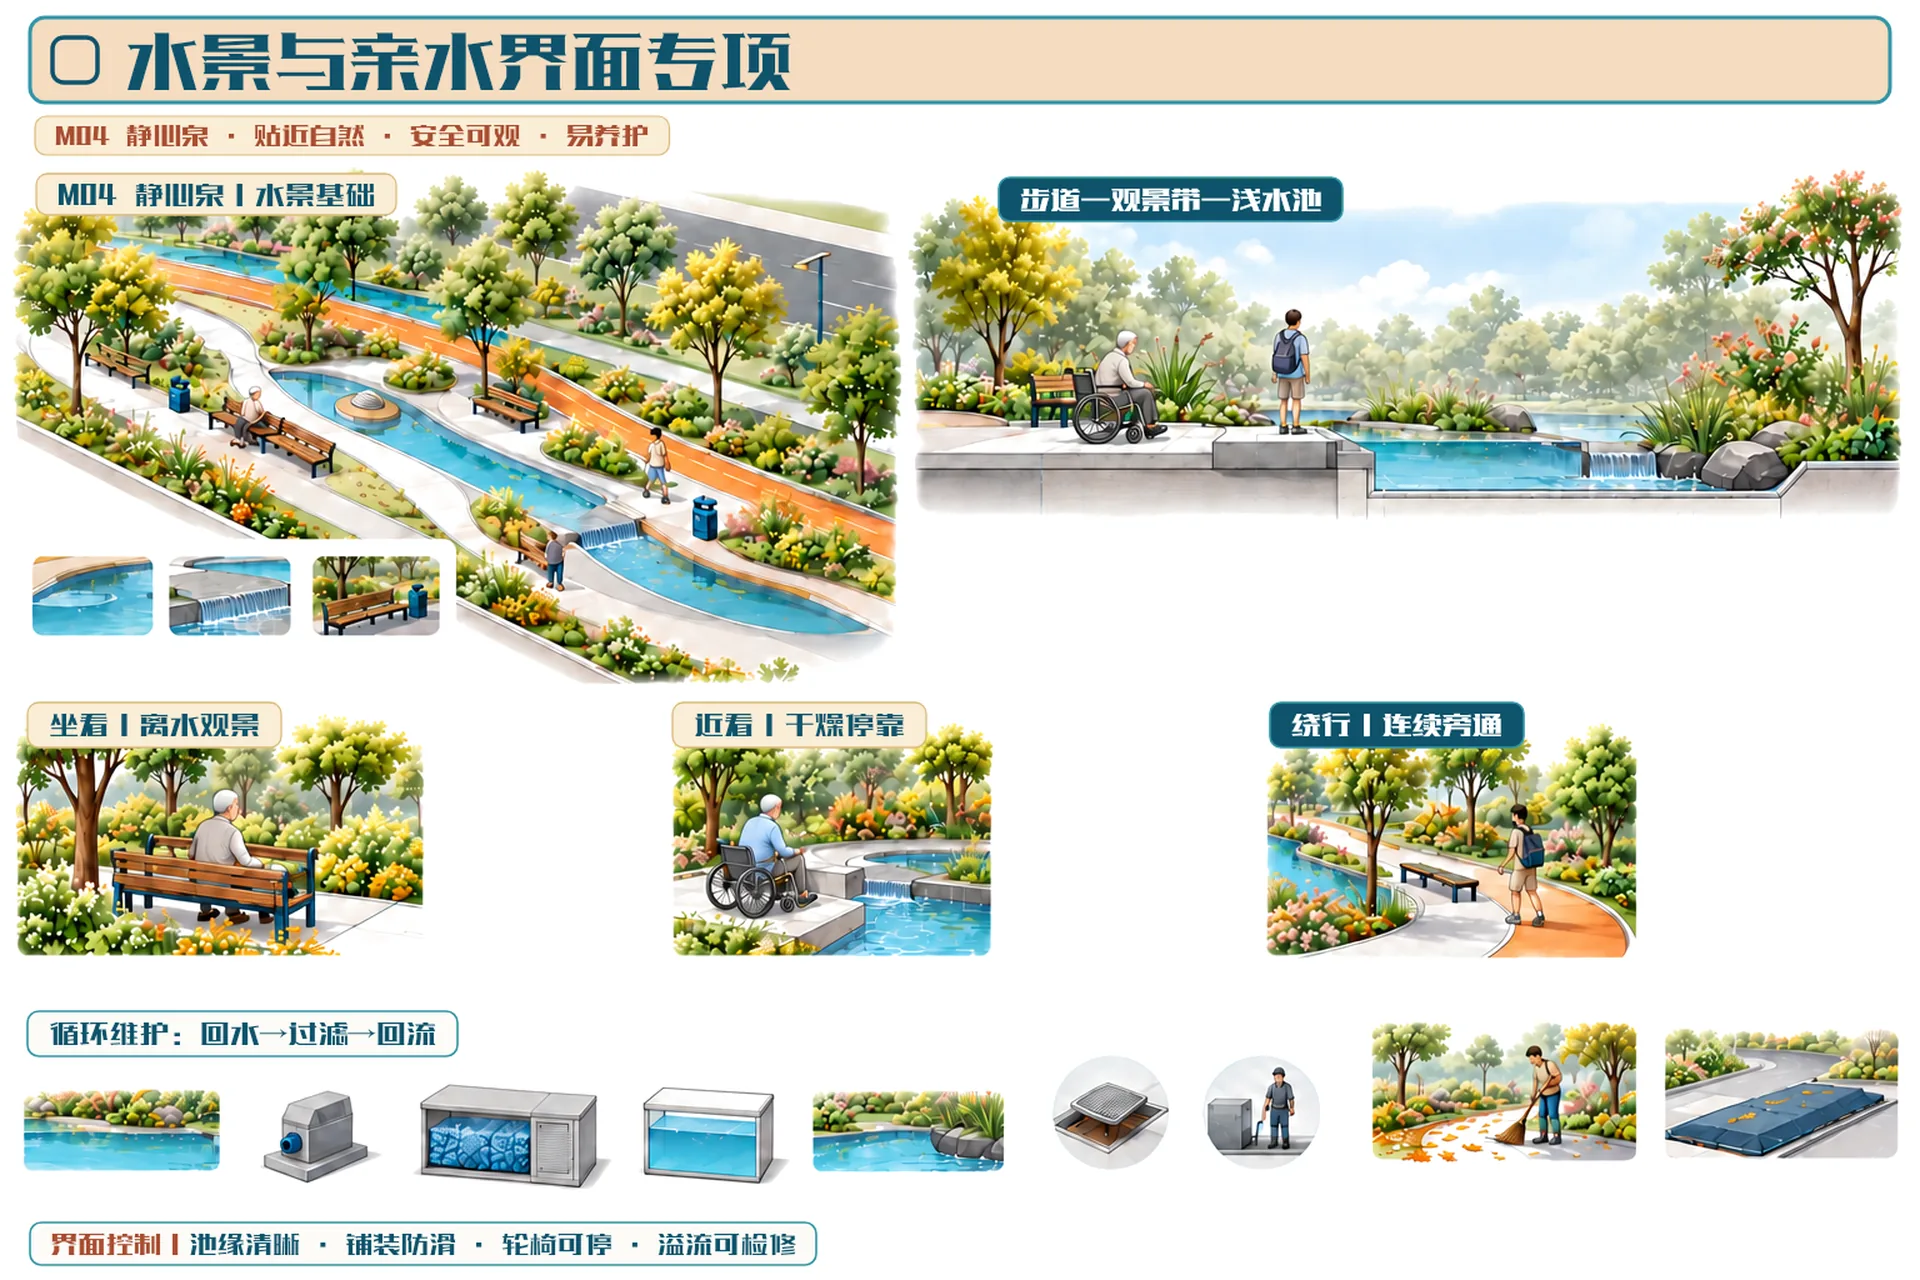 水景与亲水界面专项
M04 静心泉 · 贴近自然 · 安全可观 · 易养护
M04 静心泉 | 水景基础
步道—观景带—浅水池
坐看 | 离水观景
近看 | 干燥停靠
绕行 | 连续旁通
循环维护：回水→过滤→回流
界面控制 | 池缘清晰 · 铺装防滑 · 轮椅可停 · 溢流可检修